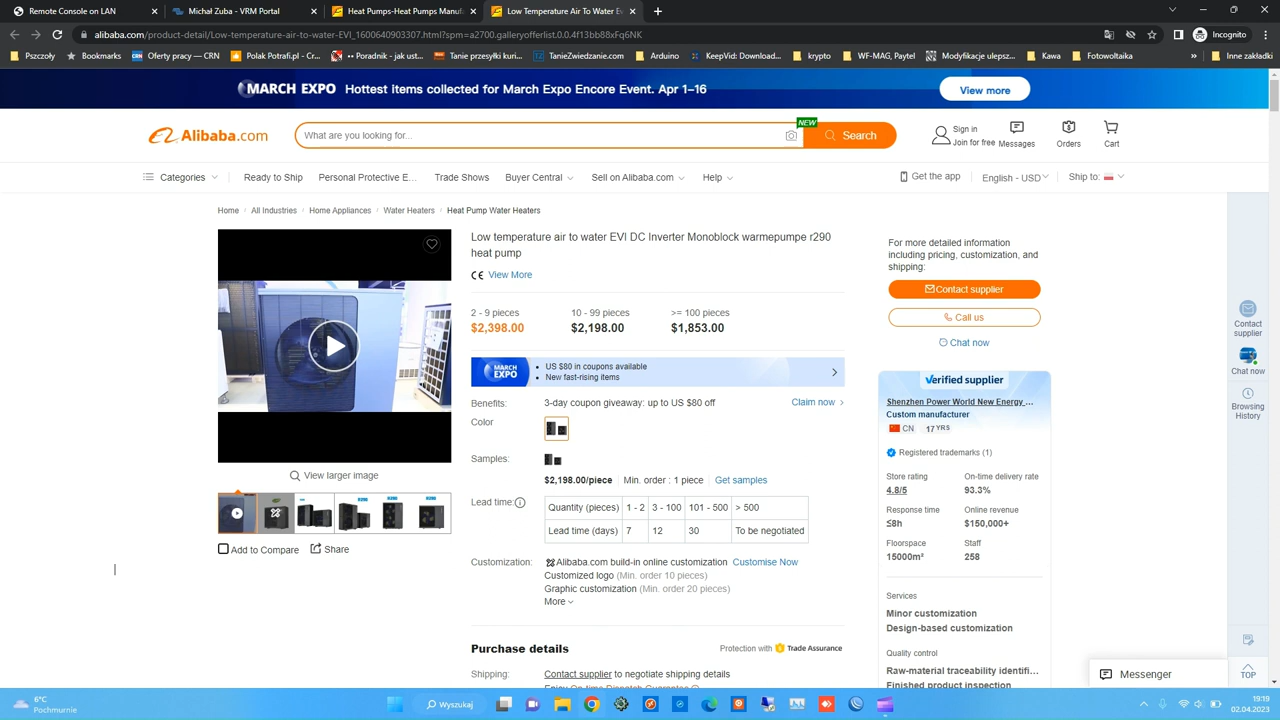 Remote Console on LAN
Michał Żuba - VRM Portal
Heat Pumps-Heat Pumps Manuf
Low Temperature Air To Water Ev
alibaba.com/product-detail/Low-temperature-air-to-water-EVI_1600640903307.html?spm=a2700.galleryofferlist.0.0.4f13bb88xFq6NK
Incognito
Pszczoły
Bookmarks
Oferty pracy — CRN
Polak Potrafi.pl - Cr...
•• Poradnik - jak ust...
Tanie przesyłki kuri...
TanieZwiedzanie.com
Arduino
KeepVid: Download...
krypto
WF-MAG, Paytel
Modyfikacje ulepsz...
Kawa
Fotowoltaika
»
Inne zakładki
MARCH EXPO Hottest items collected for March Expo Encore Event. Apr 1–16
View more
Alibaba.com
What are you looking for...
NEW
Search
Sign in
Join for free
Messages
Orders
Cart
Categories
Ready to Ship
Personal Protective E...
Trade Shows
Buyer Central
Sell on Alibaba.com
Help
Get the app
English - USD
Ship to:
Home / All Industries / Home Appliances / Water Heaters / Heat Pump Water Heaters
Low temperature air to water EVI DC Inverter Monoblock warmepumpe r290
heat pump
CE View More
2 - 9 pieces
10 - 99 pieces
>= 100 pieces
$2,398.00
$2,198.00
$1,853.00
MARCH
EXPO
• US $80 in coupons available
• New fast-rising items
Benefits: 3-day coupon giveaway: up to US $80 off Claim now
Color
Samples:
$2,198.00/piece | Min. order : 1 piece | Get samples
Lead time:
Quantity (pieces) 1 - 2 3 - 100 101 - 500 > 500
Lead time (days) 7 12 30 To be negotiated
Customization: Alibaba.com build-in online customization Customise Now
Customized logo (Min. order 10 pieces)
Graphic customization (Min. order 20 pieces)
More
Purchase details
Protection with Trade Assurance
Shipping: Contact supplier to negotiate shipping details
View larger image
Add to Compare
Share
For more detailed information
including pricing, customization, and
shipping:
Contact supplier
Call us
Chat now
Verified supplier
Shenzhen Power World New Energy ...
Custom manufacturer
CN 17 YRS
Registered trademarks (1)
Store rating
On-time delivery rate
4.8/5
93.3%
Response time
Online revenue
≤8h
$150,000+
Floorspace
Staff
15000m²
258
Services
Minor customization
Design-based customization
Quality control
Raw-material traceability identifi...
Finished product inspection
Contact
supplier
Chat now
Browsing
History
TOP
Messenger
6°C
Pochmurnie
Wyszukaj
19:19
02.04.2023